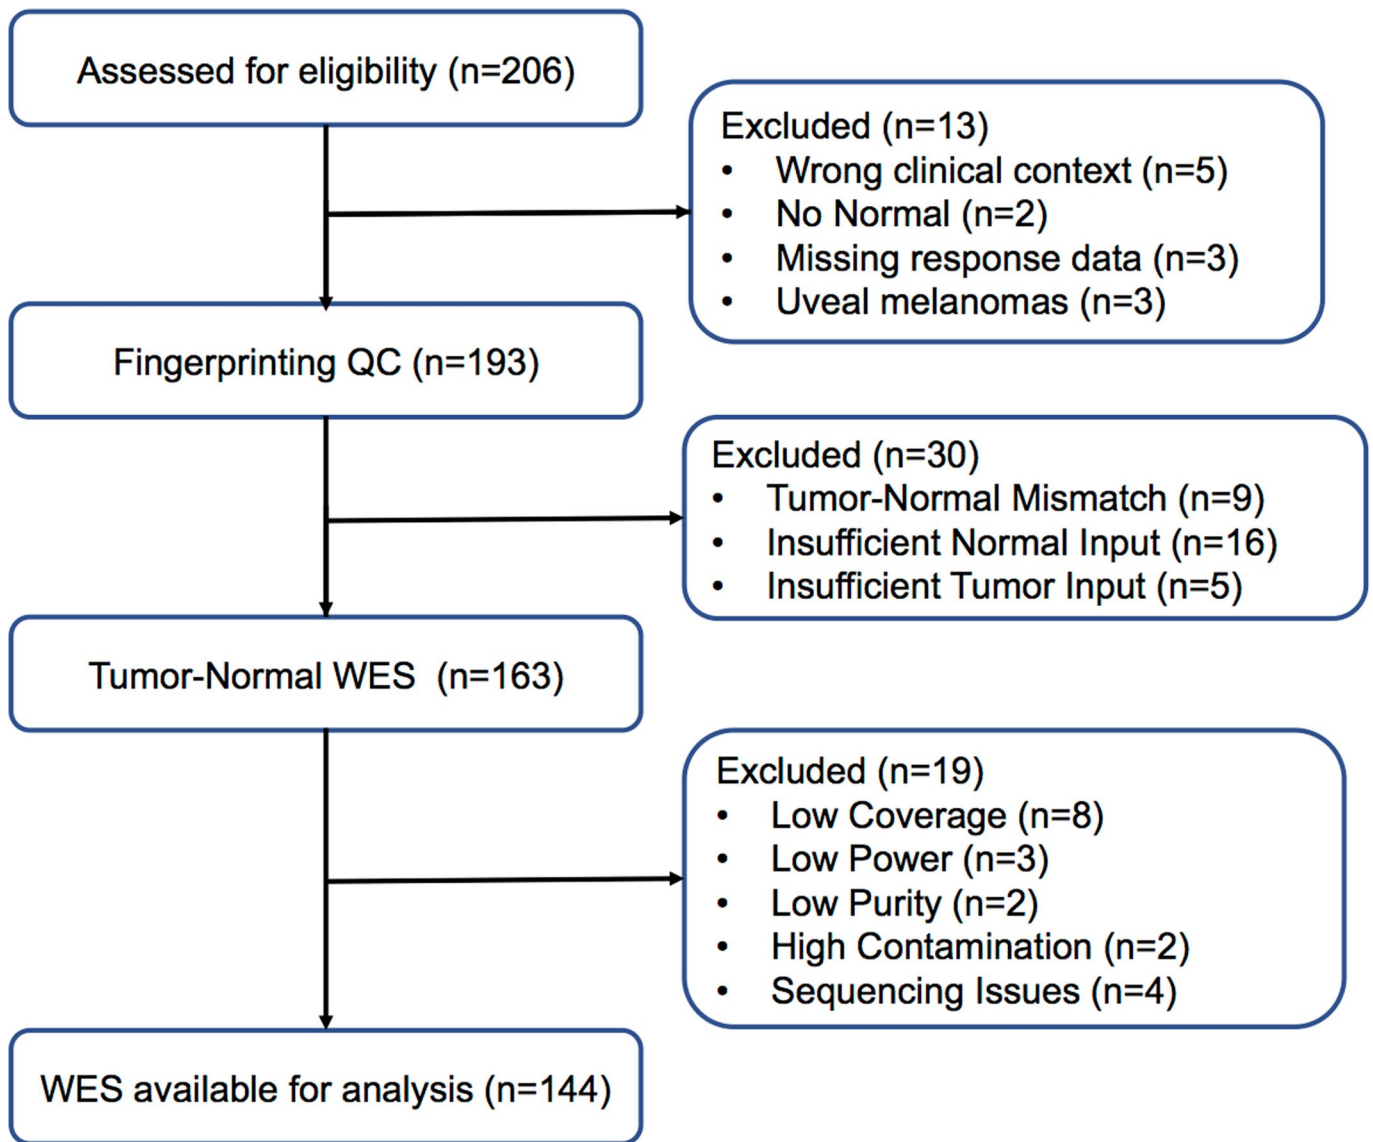 Assessed for eligibility (n=206)
Excluded (n=13)
• Wrong clinical context (n=5)
• No Normal (n=2)
• Missing response data (n=3)
• Uveal melanomas (n=3)
Fingerprinting QC (n=193)
Excluded (n=30)
• Tumor-Normal Mismatch (n=9)
• Insufficient Normal Input (n=16)
• Insufficient Tumor Input (n=5)
Tumor-Normal WES (n=163)
Excluded (n=19)
• Low Coverage (n=8)
• Low Power (n=3)
• Low Purity (n=2)
• High Contamination (n=2)
• Sequencing Issues (n=4)
WES available for analysis (n=144)